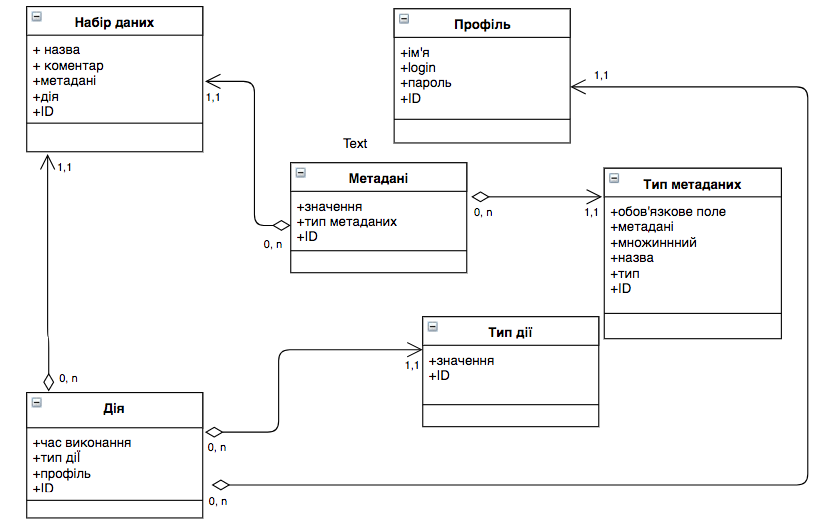 Набір даних
+ назва
+ коментар
+метадані
+дія
+ID
1,1
1,1
Профіль
+ім'я
+login
+пароль
+ID
1,1
Text
Метадані
+значення
+тип метаданих
+ID
0, n
0, n
1,1
Тип метаданих
+обов'язкове поле
+метадані
+множиннний
+назва
+тип
+ID
Тип дії
+значення
+ID
1,1
0, n
Дія
+час виконання
+тип діЇ
+профіль
+ID
0, n
0, n